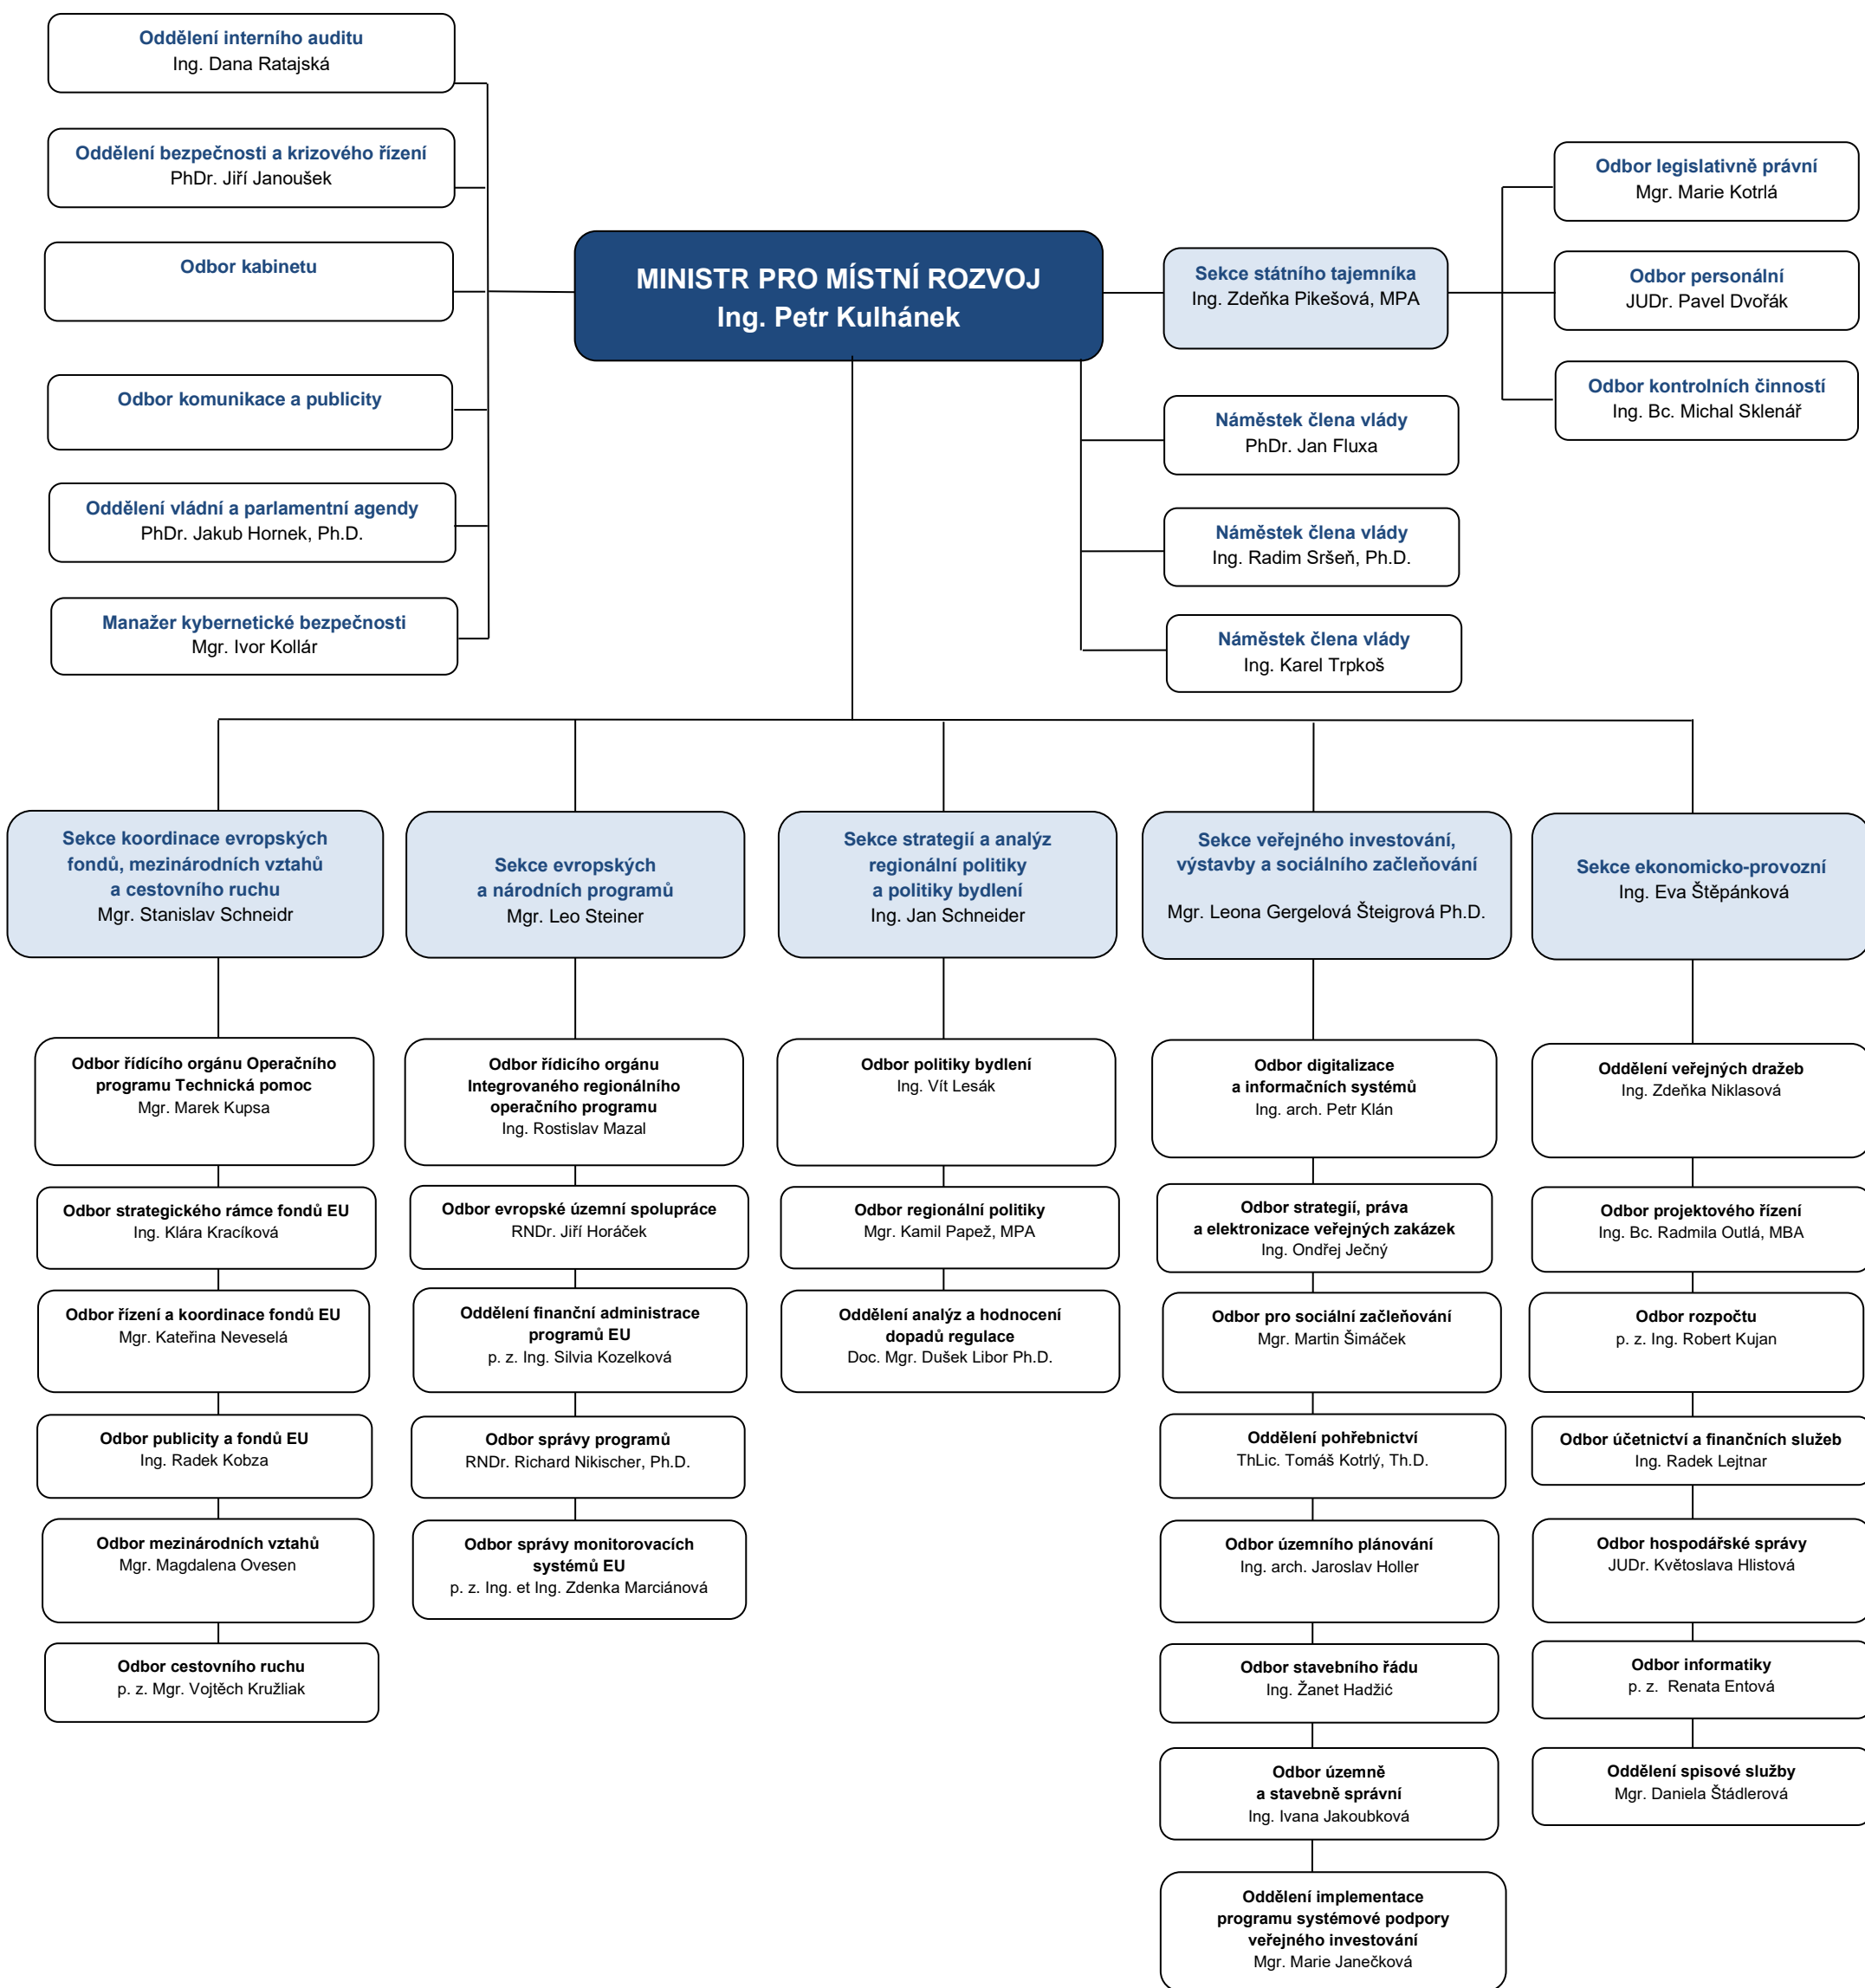 Oddělení interního auditu
Ing. Dana Ratajská
Oddělení bezpečnosti a krizového řízení
PhDr. Jiří Janoušek
Odbor kabinetu
Odbor komunikace a publicity
Oddělení vládní a parlamentní agendy
PhDr. Jakub Hornek, Ph.D.
Manažer kybernetické bezpečnosti
Mgr. Ivor Kollár
MINISTR PRO MÍSTNÍ ROZVOJ
Ing. Petr Kulhánek
Sekce státního tajemníka
Ing. Zdeňka Pikešová, MPA
Odbor legislativně právní
Mgr. Marie Kotrlá
Odbor personální
JUDr. Pavel Dvořák
Odbor kontrolních činností
Ing. Bc. Michal Sklenář
Náměstek člena vlády
PhDr. Jan Fluxa
Náměstek člena vlády
Ing. Radim Sršeň, Ph.D.
Náměstek člena vlády
Ing. Karel Trpkoš
Sekce koordinace evropských
fondů, mezinárodních vztahů
a cestovního ruchu
Mgr. Stanislav Schneidr
Odbor řídícího orgánu Operačního
programu Technická pomoc
Mgr. Marek Kupsa
Odbor strategického rámce fondů EU
Ing. Klára Kracíková
Odbor řízení a koordinace fondů EU
Mgr. Kateřina Neveselá
Odbor publicity a fondů EU
Ing. Radek Kobza
Odbor mezinárodních vztahů
Mgr. Magdalena Ovesen
Odbor cestovního ruchu
p. z. Mgr. Vojtěch Kružliak
Sekce evropských
a národních programů
Mgr. Leo Steiner
Odbor řídicího orgánu
Integrovaného regionálního
operačního programu
Ing. Rostislav Mazal
Odbor evropské územní spolupráce
RNDr. Jiří Horáček
Oddělení finanční administrace
programů EU
p. z. Ing. Silvia Kozelková
Odbor správy programů
RNDr. Richard Nikischer, Ph.D.
Odbor správy monitorovacích
systémů EU
p. z. Ing. et Ing. Zdenka Marciánová
Sekce strategií a analýz
regionální politiky
a politiky bydlení
Ing. Jan Schneider
Odbor politiky bydlení
Ing. Vít Lesák
Odbor regionální politiky
Mgr. Kamil Papež, MPA
Oddělení analýz a hodnocení
dopadů regulace
Doc. Mgr. Dušek Libor Ph.D.
Sekce veřejného investování,
výstavby a sociálního začleňování
Mgr. Leona Gergelová Šteigrová Ph.D.
Odbor digitalizace
a informačních systémů
Ing. arch. Petr Klán
Odbor strategií, práva
a elektronizace veřejných zakázek
Ing. Ondřej Ječný
Odbor pro sociální začleňování
Mgr. Martin Šimáček
Oddělení pohřebnictví
ThLic. Tomáš Kotrlý, Th.D.
Odbor územního plánování
Ing. arch. Jaroslav Holler
Odbor stavebního řádu
Ing. Žanet Hadžić
Odbor územně
a stavebně správní
Ing. Ivana Jakoubková
Oddělení implementace
programu systémové podpory
veřejného investování
Mgr. Marie Janečková
Sekce ekonomicko-provozní
Ing. Eva Štěpánková
Oddělení veřejných dražeb
Ing. Zdeňka Niklasová
Odbor projektového řízení
Ing. Bc. Radmila Outlá, MBA
Odbor rozpočtu
p. z. Ing. Robert Kujan
Odbor účetnictví a finančních služeb
Ing. Radek Lejtnar
Odbor hospodářské správy
JUDr. Květoslava Hlistová
Odbor informatiky
p. z. Renata Entová
Oddělení spisové služby
Mgr. Daniela Štádlerová